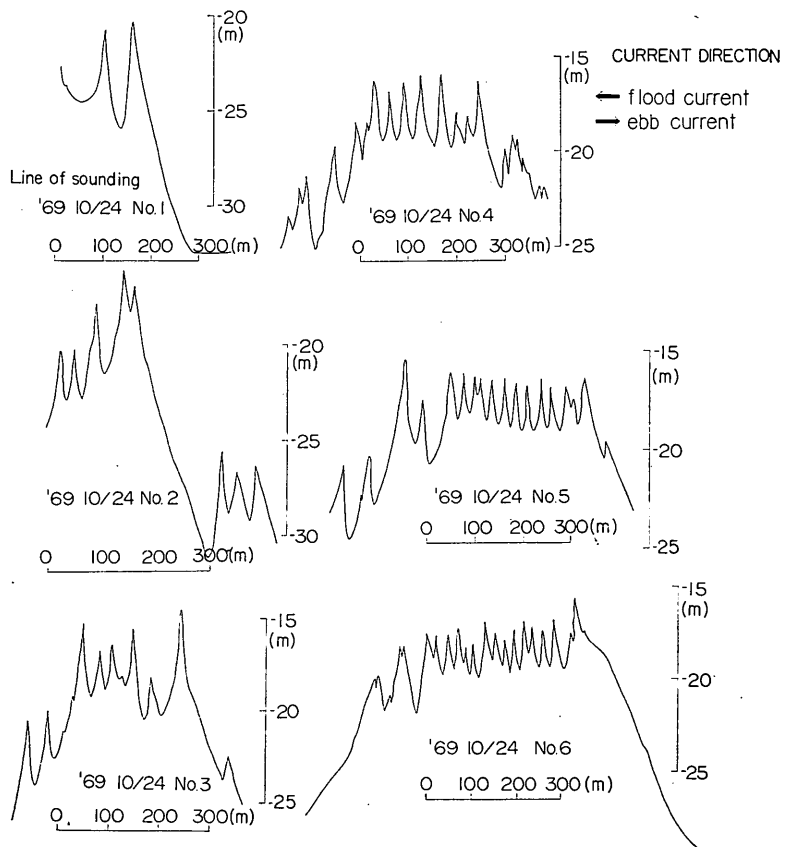 -20
(m)
-25
-30
Line of sounding
'69 10/24 No.1
0 100 300(m)
-15
(m)
-20
-25
'69 10/24 No.4
0 100 200 300(m)
CURRENT DIRECTION
flood current
ebb current
-20
(m)
-25
-30
'69 10/24 No.2
0 100 200 300(m)
-15
(m)
-20
-25
'69 10/24 No.5
0 100 200 300(m)
-15
(m)
-20
-25
'69 10/24 No.3
0 100 200 300(m)
-15
(m)
-20
-25
'69 10/24 No.6
0 100 200 300(m)